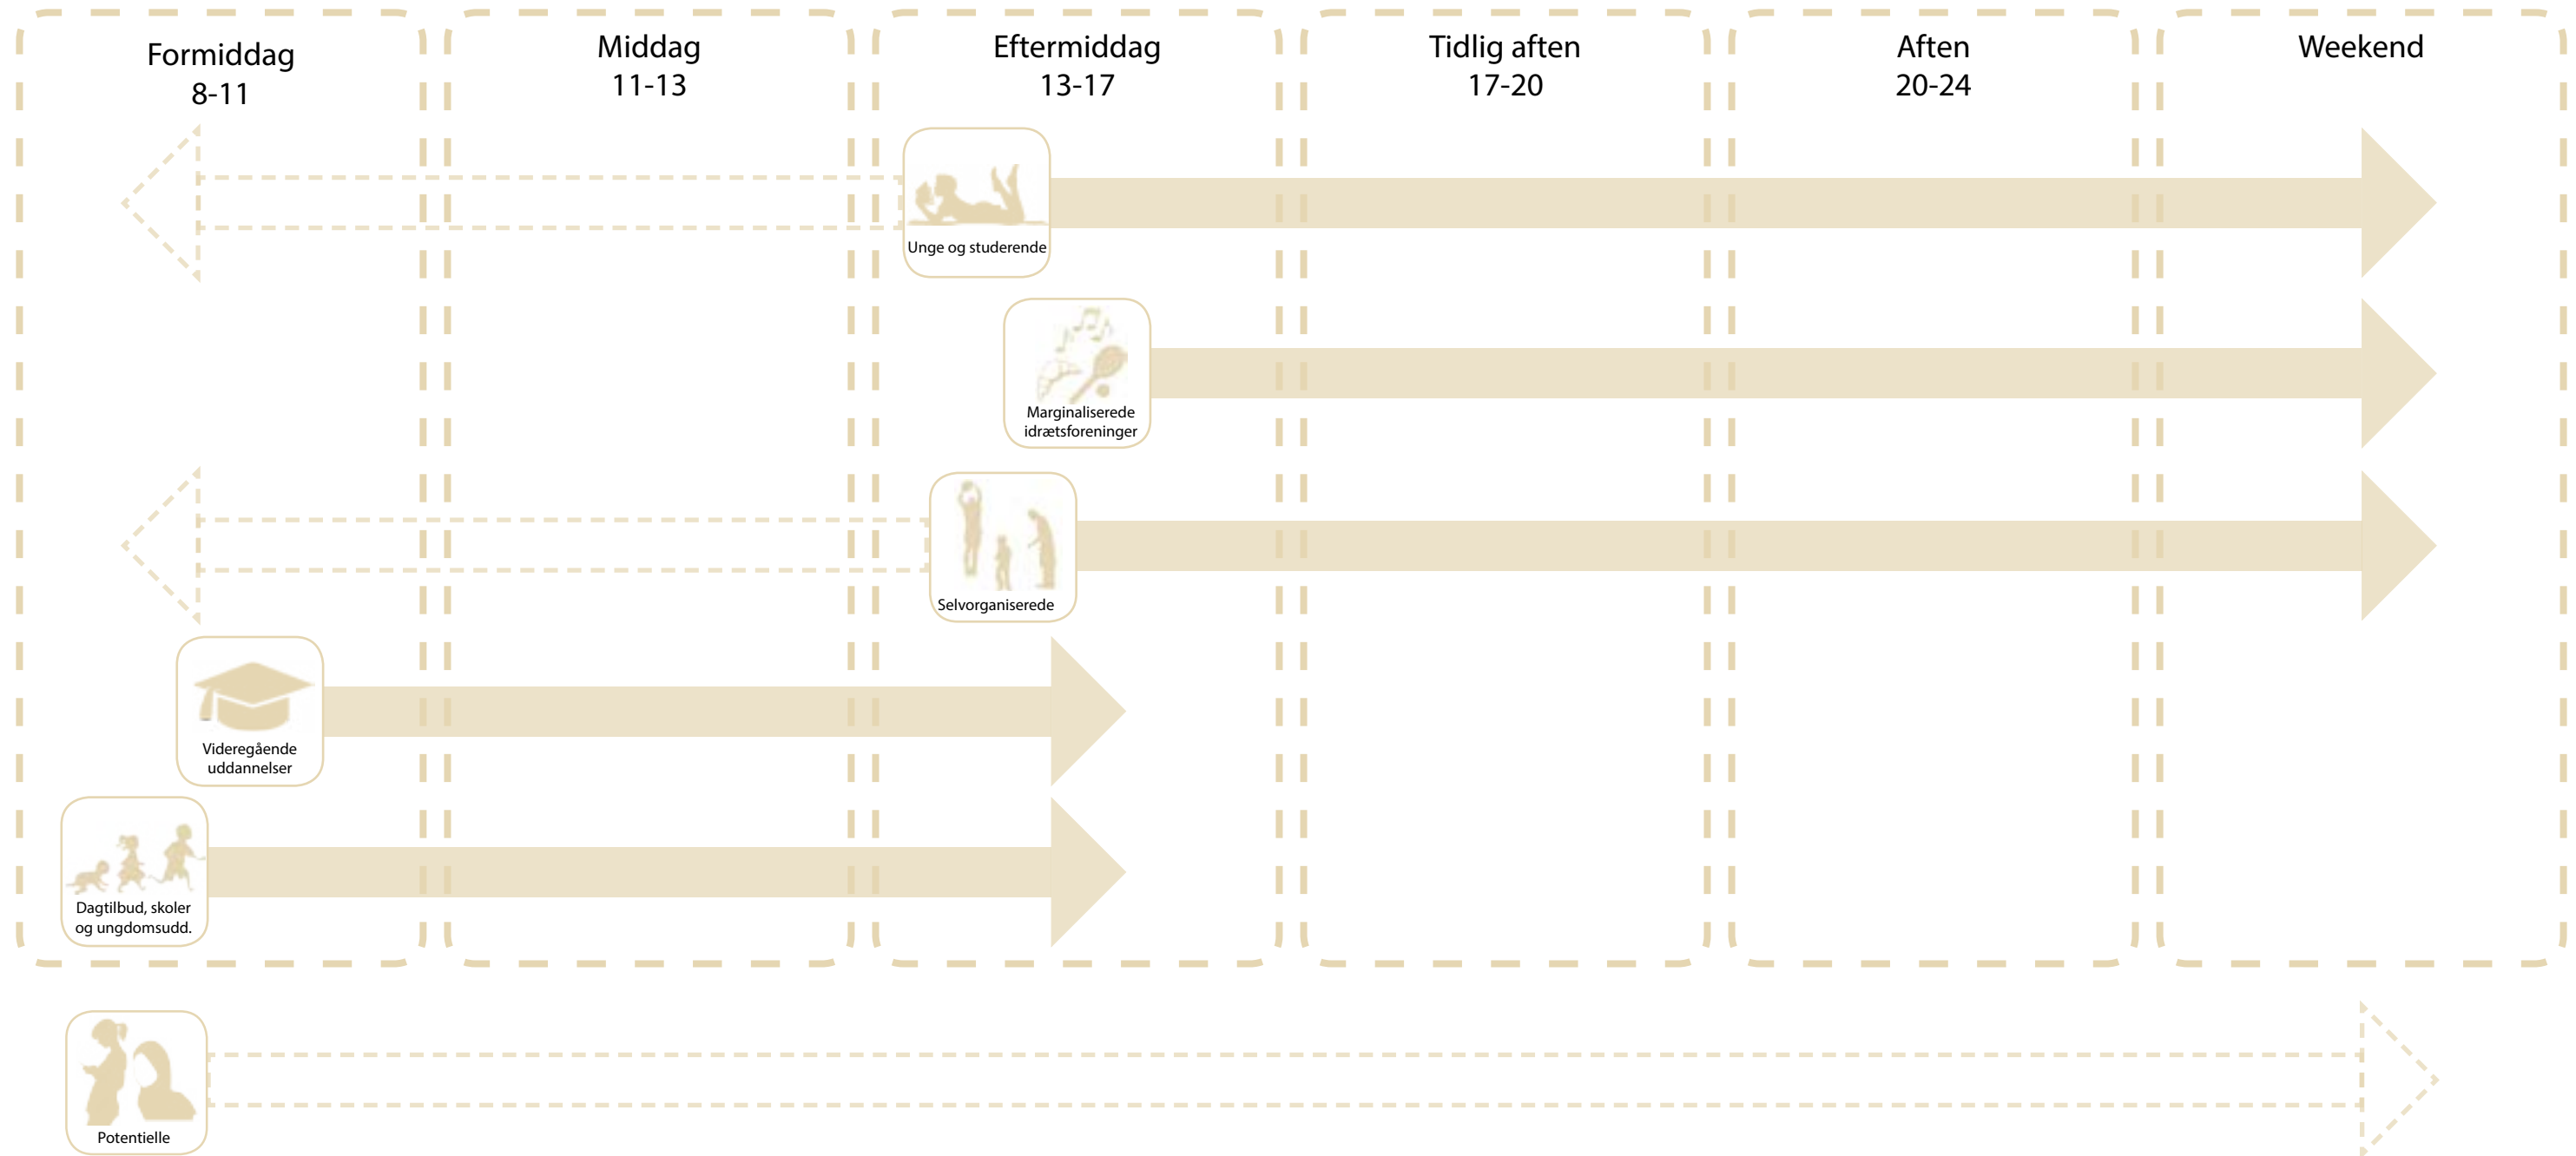 Formiddag
8-11
Middag
11-13
Eftermiddag
13-17
Tidlig aften
17-20
Aften
20-24
Weekend
Unge og studerende
Marginaliserede
idrætsforeninger
Selvorganiserede
Videregående
uddannelser
Dagtilbud, skoler
og ungdomsudd.
Potentielle